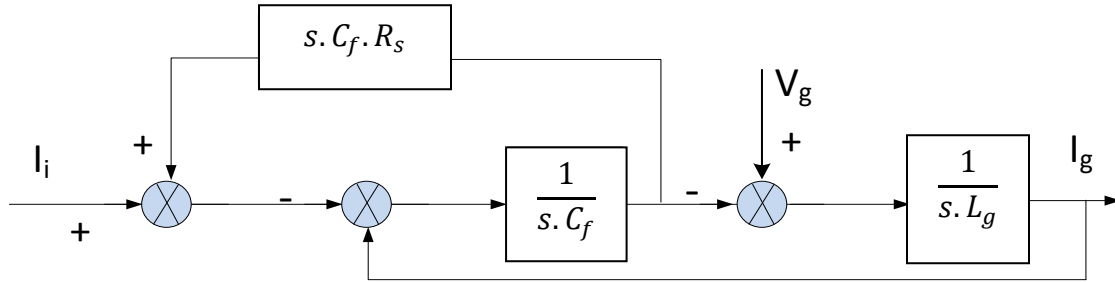 s. C_f. R_s
V_g
+
+
I_i
+
-
1
s. C_f
-
1
s. L_g
I_g